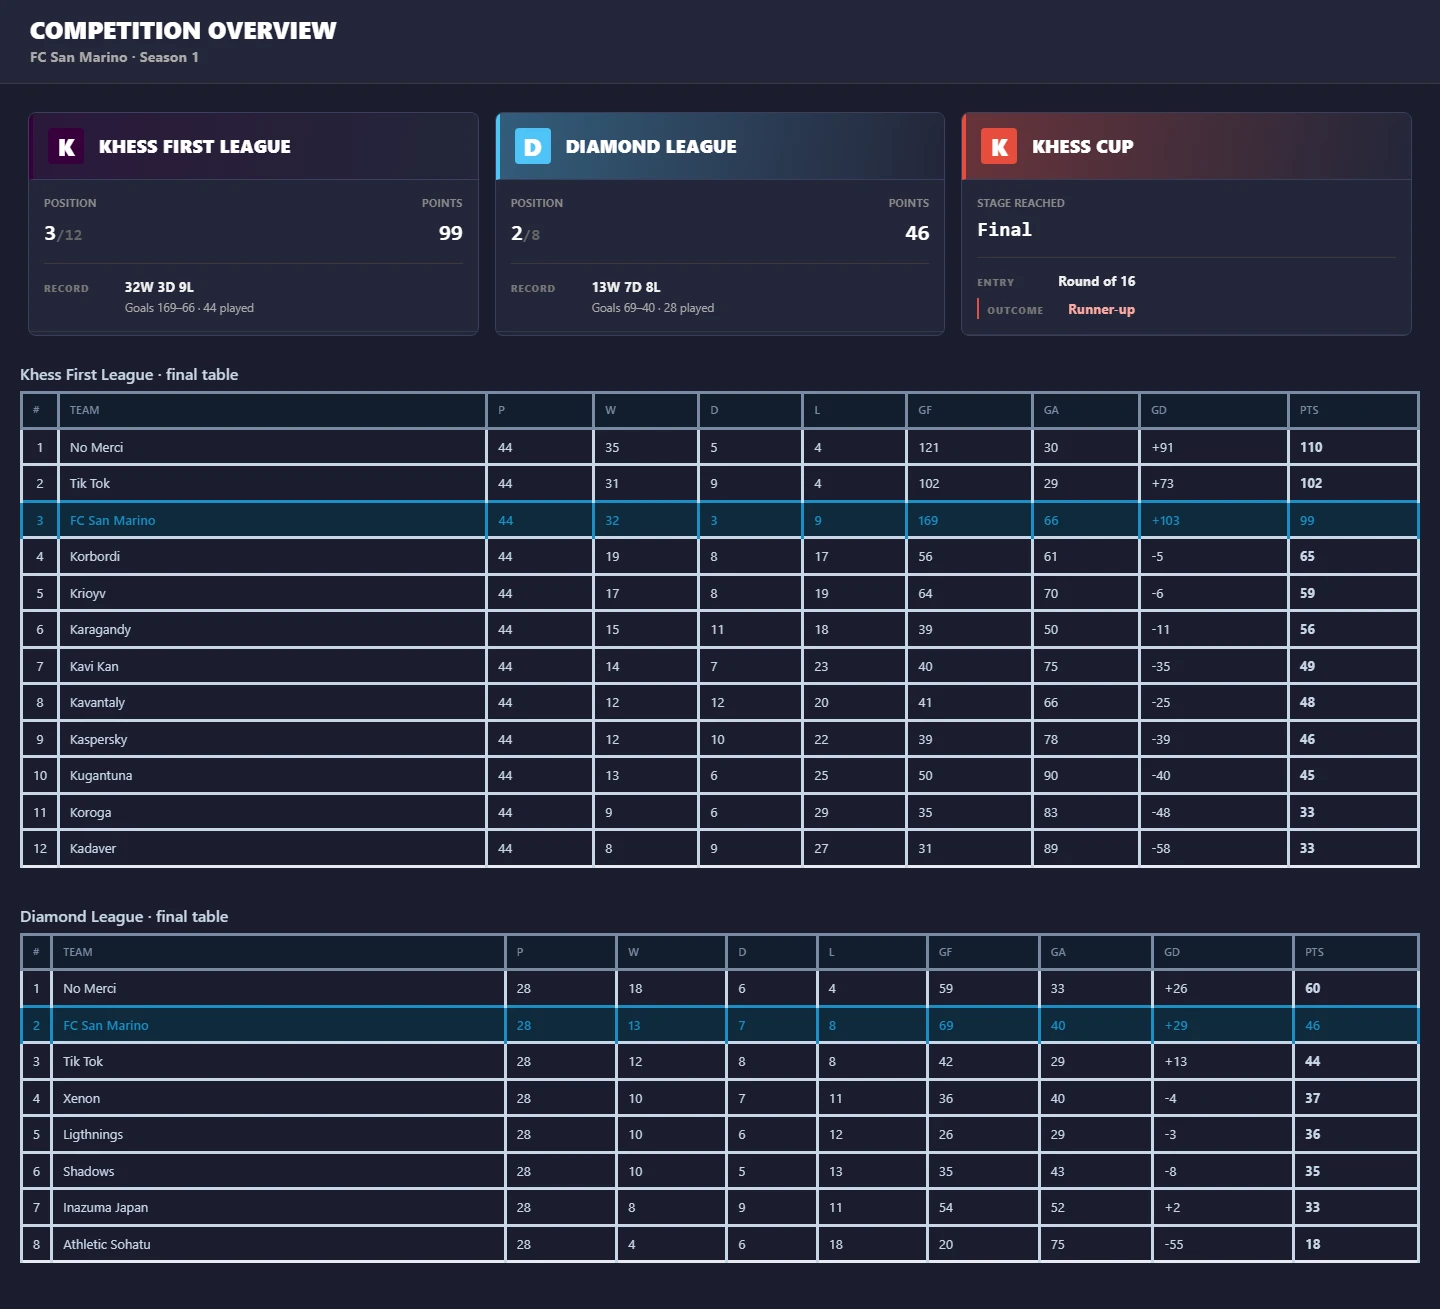 COMPETITION OVERVIEW
FC San Marino · Season 1
K KHESS FIRST LEAGUE
POSITION POINTS
3/12 99
RECORD 32W 3D 9L
Goals 169–66 · 44 played
D DIAMOND LEAGUE
POSITION POINTS
2/8 46
RECORD 13W 7D 8L
Goals 69–40 · 28 played
K KHESS CUP
STAGE REACHED
Final
ENTRY Round of 16
OUTCOME Runner-up
Khess First League · final table
# TEAM P W D L GF GA GD PTS
1 No Merci 44 35 5 4 121 30 +91 110
2 Tik Tok 44 31 9 4 102 29 +73 102
3 FC San Marino 44 32 3 9 169 66 +103 99
4 Korbordi 44 19 8 17 56 61 -5 65
5 Krioyv 44 17 8 19 64 70 -6 59
6 Karagandy 44 15 11 18 39 50 -11 56
7 Kavi Kan 44 14 7 23 40 75 -35 49
8 Kavantaly 44 12 12 20 41 66 -25 48
9 Kaspersky 44 12 10 22 39 78 -39 46
10 Kugantuna 44 13 6 25 50 90 -40 45
11 Koroga 44 9 6 29 35 83 -48 33
12 Kadaver 44 8 9 27 31 89 -58 33
Diamond League · final table
# TEAM P W D L GF GA GD PTS
1 No Merci 28 18 6 4 59 33 +26 60
2 FC San Marino 28 13 7 8 69 40 +29 46
3 Tik Tok 28 12 8 8 42 29 +13 44
4 Xenon 28 10 7 11 36 40 -4 37
5 Ligthnings 28 10 6 12 26 29 -3 36
6 Shadows 28 10 5 13 35 43 -8 35
7 Inazuma Japan 28 8 9 11 54 52 +2 33
8 Athletic Sohatu 28 4 6 18 20 75 -55 18